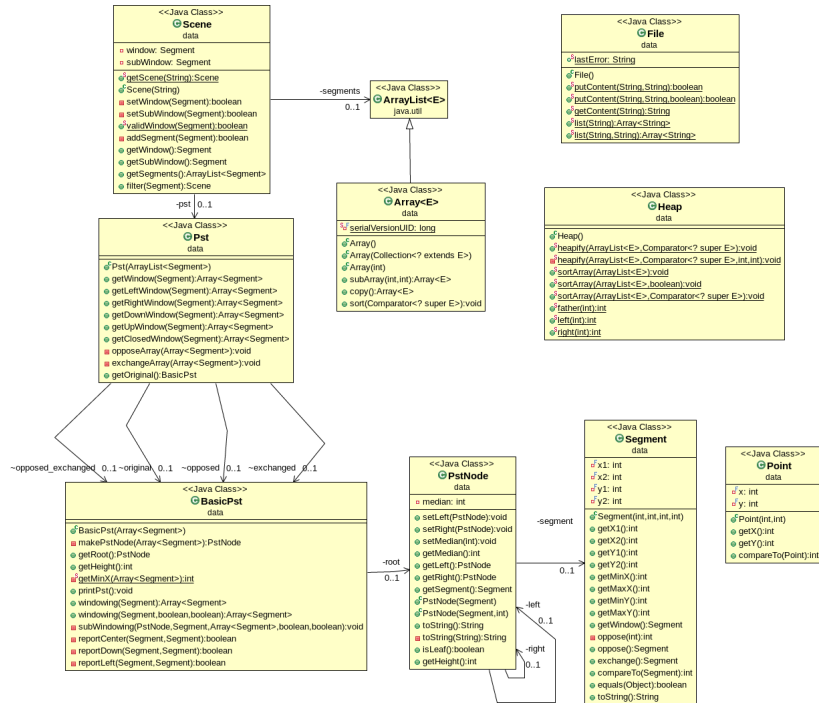 <<Java Class>>
Scene
data
window: Segment
subWindow: Segment
getScene(String):Scene
Scene(String)
setWindow(Segment):boolean
setSubWindow(Segment):boolean
validWindow(Segment):boolean
addSegment(Segment):boolean
getWindow():Segment
getSubWindow():Segment
getSegments():ArrayList<Segment>
filter(Segment):Scene
-segments
0..1
<<Java Class>>
ArrayList<E>
java.util
<<Java Class>>
File
data
lastError: String
File()
putContent(String,String):boolean
putContent(String,String,boolean):boolean
getContent(String):String
list(String):Array<String>
list(String,String):Array<String>
-pst 0..1
<<Java Class>>
Pst
data
Pst(ArrayList<Segment>)
getWindow(Segment):Array<Segment>
getLeftWindow(Segment):Array<Segment>
getRightWindow(Segment):Array<Segment>
getDownWindow(Segment):Array<Segment>
getUpWindow(Segment):Array<Segment>
getClosedWindow(Segment):Array<Segment>
opposeArray(Array<Segment>):void
exchangeArray(Array<Segment>):void
getOriginal():BasicPst
<<Java Class>>
Array<E>
data
serialVersionUID: long
Array()
Array(Collection<? extends E>)
Array(int)
subArray(int,int):Array<E>
copy():Array<E>
sort(Comparator<? super E>):void
<<Java Class>>
Heap
data
Heap()
heapify(ArrayList<E>,Comparator<? super E>):void
heapify(ArrayList<E>,Comparator<? super E>,int,int):void
sortArray(ArrayList<E>):void
sortArray(ArrayList<E>,boolean):void
sortArray(ArrayList<E>,Comparator<? super E>):void
father(int):int
left(int):int
right(int):int
~opposed_exchanged 0..1 ~original 0..1 ~opposed 0..1 ~exchanged 0..1
<<Java Class>>
BasicPst
data
BasicPst(Array<Segment>)
makePstNode(Array<Segment>):PstNode
getRoot():PstNode
getHeight():int
getMinX(Array<Segment>):int
printPst():void
windowing(Segment):Array<Segment>
windowing(Segment,boolean,boolean):Array<Segment>
subWindowing(PstNode,Segment,Array<Segment>,boolean,boolean):void
reportCenter(Segment,Segment):boolean
reportDown(Segment,Segment):boolean
reportLeft(Segment,Segment):boolean
-root
0..1
<<Java Class>>
PstNode
data
median: int
setLeft(PstNode):void
setRight(PstNode):void
setMedian(int):void
getMedian():int
getLeft():PstNode
getRight():PstNode
getSegment():Segment
PstNode(Segment)
PstNode(Segment,int)
toString():String
toString(String):String
isLeaf():boolean
getHeight():int
-left
0..1
-right
0..1
-segment
0..1
<<Java Class>>
Segment
data
x1: int
x2: int
y1: int
y2: int
Segment(int,int,int,int)
getX1():int
getX2():int
getY1():int
getY2():int
getMinX():int
getMaxX():int
getMinY():int
getMaxY():int
getWindow():Segment
oppose(int):int
oppose():Segment
exchange():Segment
compareTo(Segment):int
equals(Object):boolean
toString():String
<<Java Class>>
Point
data
x: int
y: int
Point(int,int)
getX():int
getY():int
compareTo(Point):int